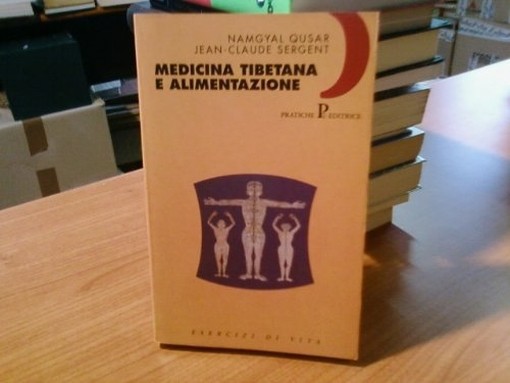 NAMGYAL QUSAR
JEAN-CLAUDE SERGENT
MEDICINA TIBETANA
E ALIMENTAZIONE
PRATICHE P EDITRICE
ESERCIZI DI VITA